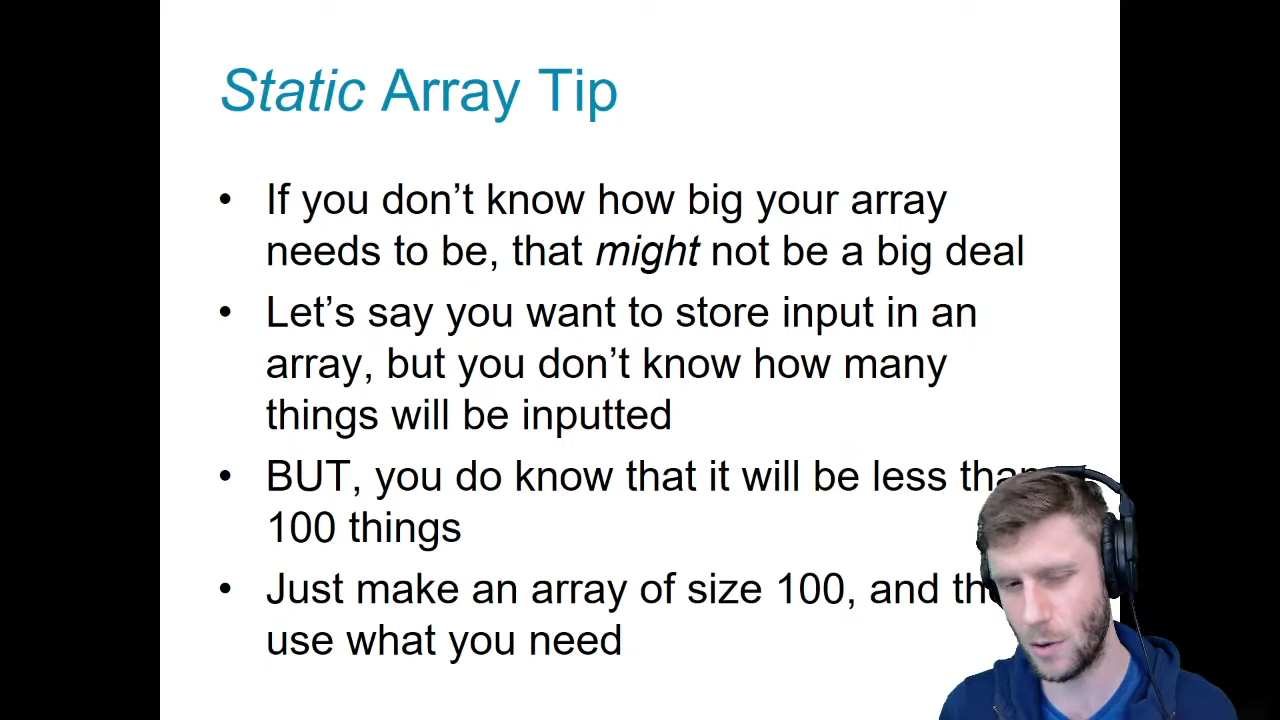 Static Array Tip
• If you don’t know how big your array
needs to be, that might not be a big deal
• Let’s say you want to store input in an
array, but you don’t know how many
things will be inputted
• BUT, you do know that it will be less than
100 things
• Just make an array of size 100, and
use what you need